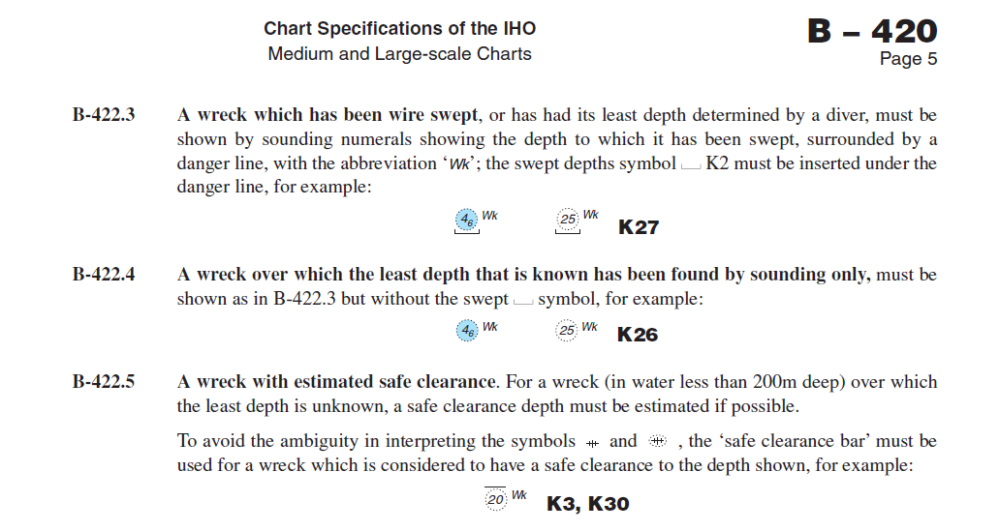 Chart Specifications of the IHO
Medium and Large-scale Charts
B – 420
Page 5
B-422.3 A wreck which has been wire swept, or has had its least depth determined by a diver, must be
shown by sounding numerals showing the depth to which it has been swept, surrounded by a
danger line, with the abbreviation ‘Wk’; the swept depths symbol K2 must be inserted under the
danger line, for example:
46 Wk 25 Wk K27
B-422.4 A wreck over which the least depth that is known has been found by sounding only, must be
shown as in B-422.3 but without the swept symbol, for example:
46 Wk 25 Wk K26
B-422.5 A wreck with estimated safe clearance. For a wreck (in water less than 200m deep) over which
the least depth is unknown, a safe clearance depth must be estimated if possible.
To avoid the ambiguity in interpreting the symbols and , the ‘safe clearance bar’ must be
used for a wreck which is considered to have a safe clearance to the depth shown, for example:
20 Wk K3, K30